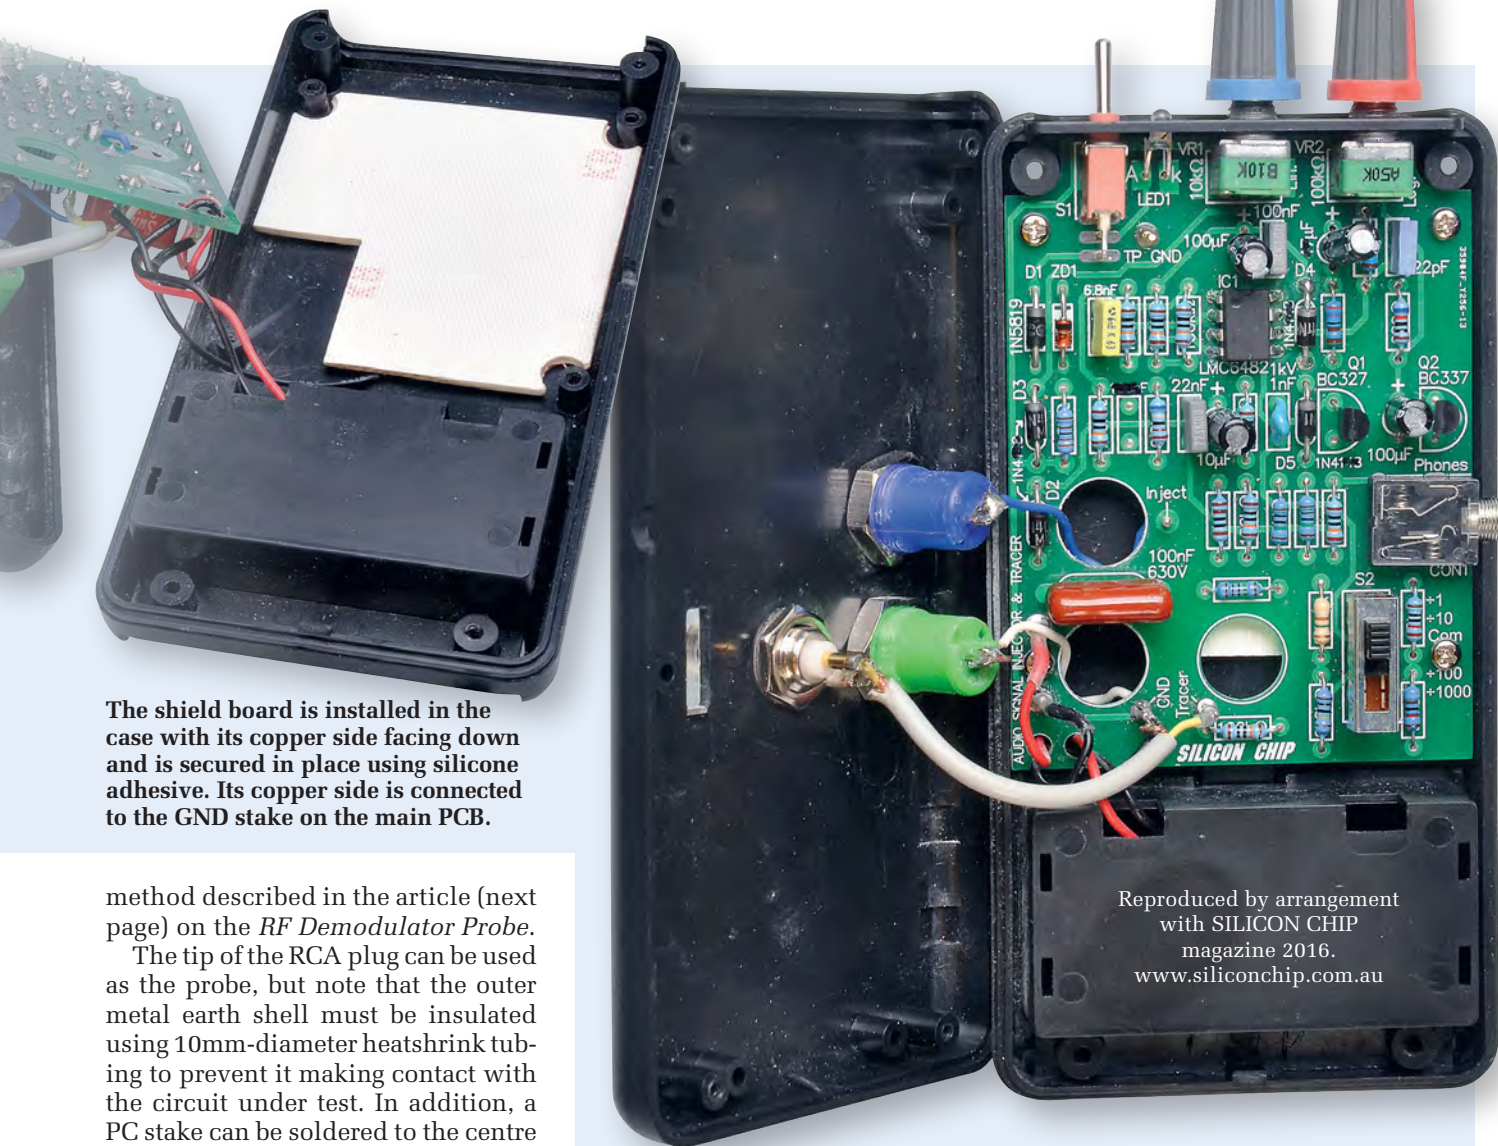 VR1
10kΩ
B10K
VR2
100kΩ
A50K
A
K
LED1
S1
100nF
100µF
TP GND
22pF
D1 ZD1
D4
IC1
6.8nF
1N5819
LMC6482
1kV
Q1
BC327
Q2
BC337
D3
22nF
1nF
10µF
D5
1N4148
100µF
Phones
D2
Inject
100nF
630V
CON1
S2
÷1
÷10
Com
÷100
÷1000
GND
Tracer
AUDIO SIGNAL INJECTOR & TRACER
SILICON CHIP
The shield board is installed in the
case with its copper side facing down
and is secured in place using silicone
adhesive. Its copper side is connected
to the GND stake on the main PCB.
method described in the article (next
page) on the RF Demodulator Probe.
The tip of the RCA plug can be used
as the probe, but note that the outer
metal earth shell must be insulated
using 10mm-diameter heatshrink tub-
ing to prevent it making contact with
the circuit under test. In addition, a
PC stake can be soldered to the centre
Reproduced by arrangement
with SILICON CHIP
magazine 2016.
www.siliconchip.com.au